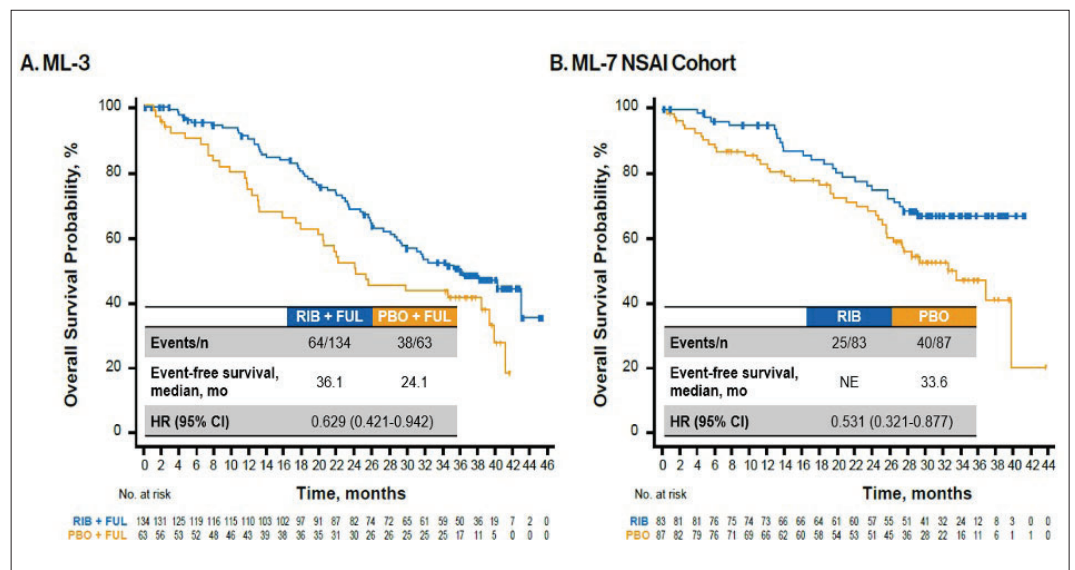 A. ML-3
Overall Survival Probability, %
100
80
60
40
20
0
RIB + FUL PBO + FUL
Events/n 64/134 38/63
Event-free survival, median, mo 36.1 24.1
HR (95% CI) 0.629 (0.421-0.942)
0 2 4 6 8 10 12 14 16 18 20 22 24 26 28 30 32 34 36 38 40 42 44 46
No. at risk Time, months
RIB + FUL 134 131 125 119 116 115 110 103 102 97 91 87 82 74 72 65 61 59 50 36 19 7 2 0
PBO + FUL 63 56 53 52 48 46 43 39 38 36 35 31 30 26 26 25 25 25 17 11 5 0 0 0
B. ML-7 NSAI Cohort
Overall Survival Probability, %
100
80
60
40
20
0
RIB PBO
Events/n 25/83 40/87
Event-free survival, median, mo NE 33.6
HR (95% CI) 0.531 (0.321-0.877)
0 2 4 6 8 10 12 14 16 18 20 22 24 26 28 30 32 34 36 38 40 42 44
No. at risk Time, months
RIB 83 81 81 76 75 74 73 66 66 64 61 60 57 55 51 41 32 24 12 8 3 0 0
PBO 87 82 79 76 71 69 66 62 60 58 54 53 51 45 36 28 22 16 11 6 1 1 0